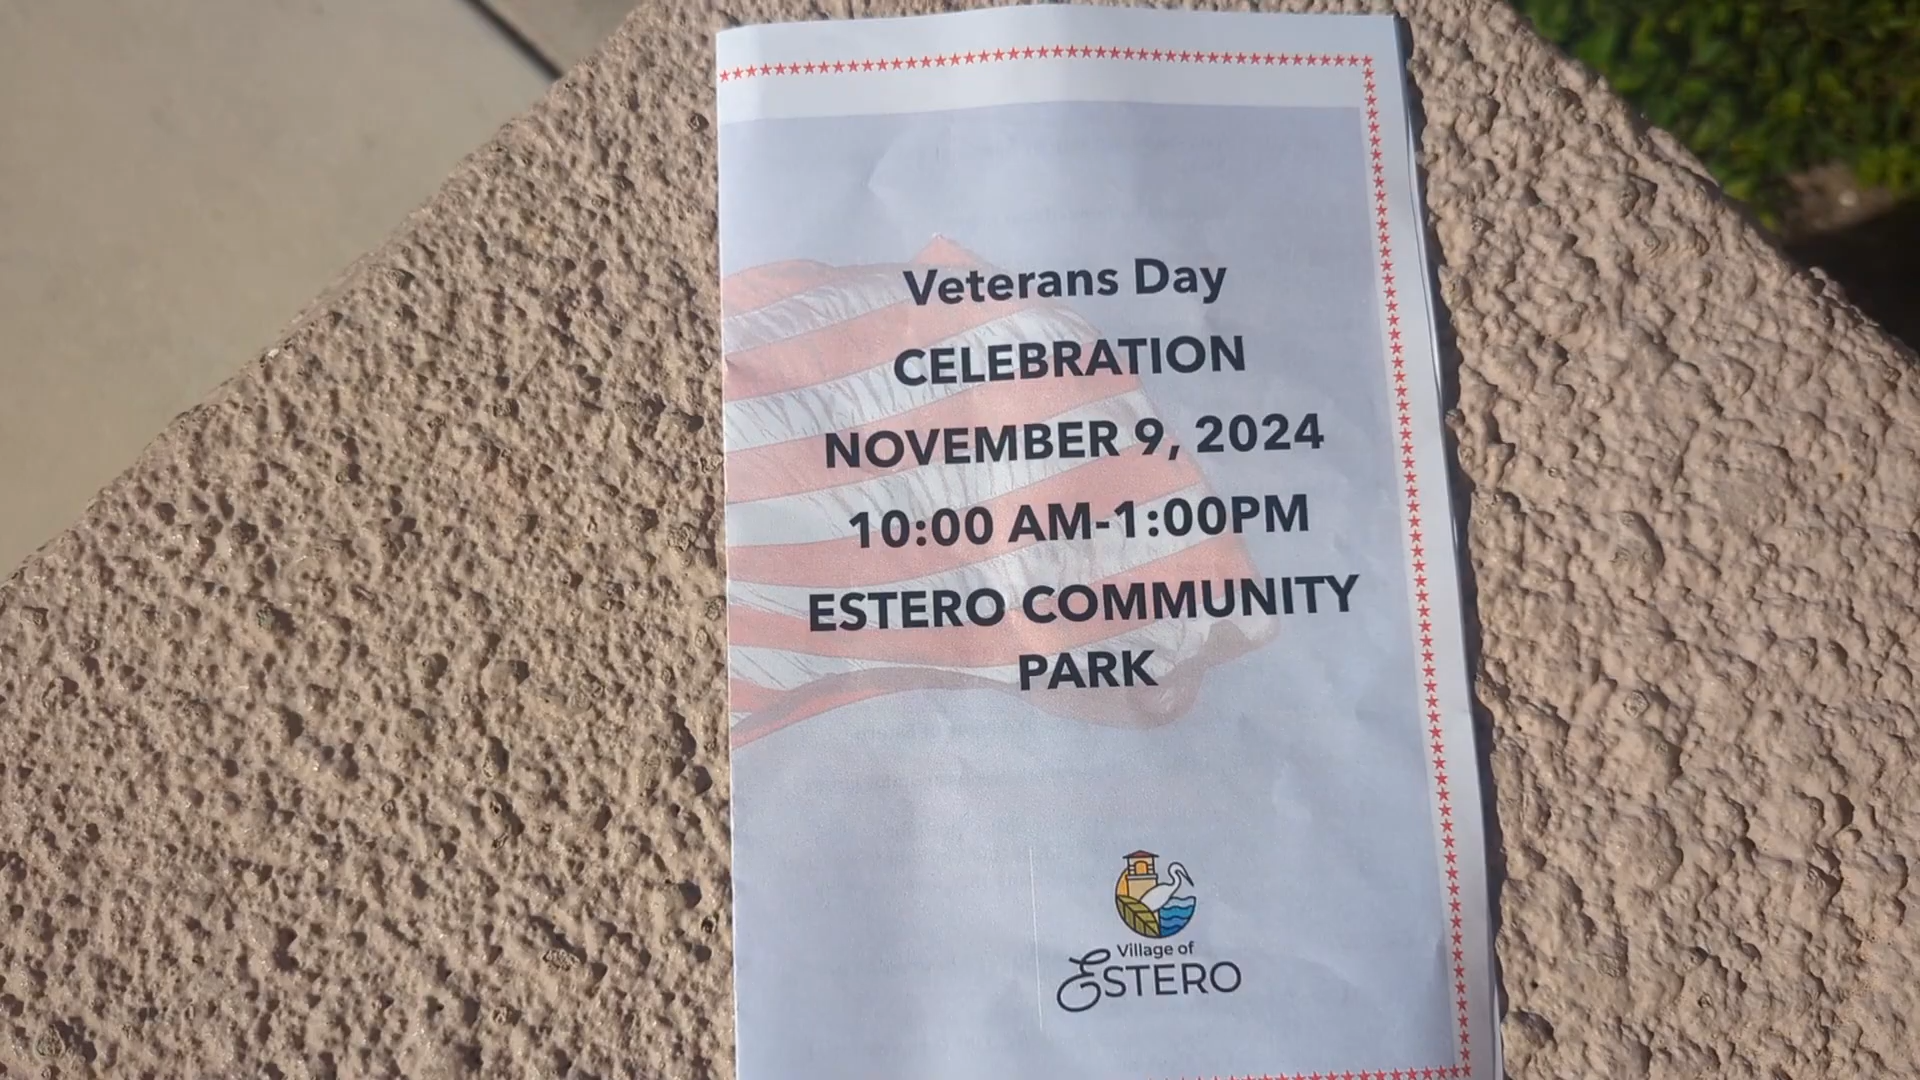 Veterans Day
CELEBRATION
NOVEMBER 9, 2024
10:00 AM-1:00PM
ESTERO COMMUNITY
PARK
Village of
ESTERO